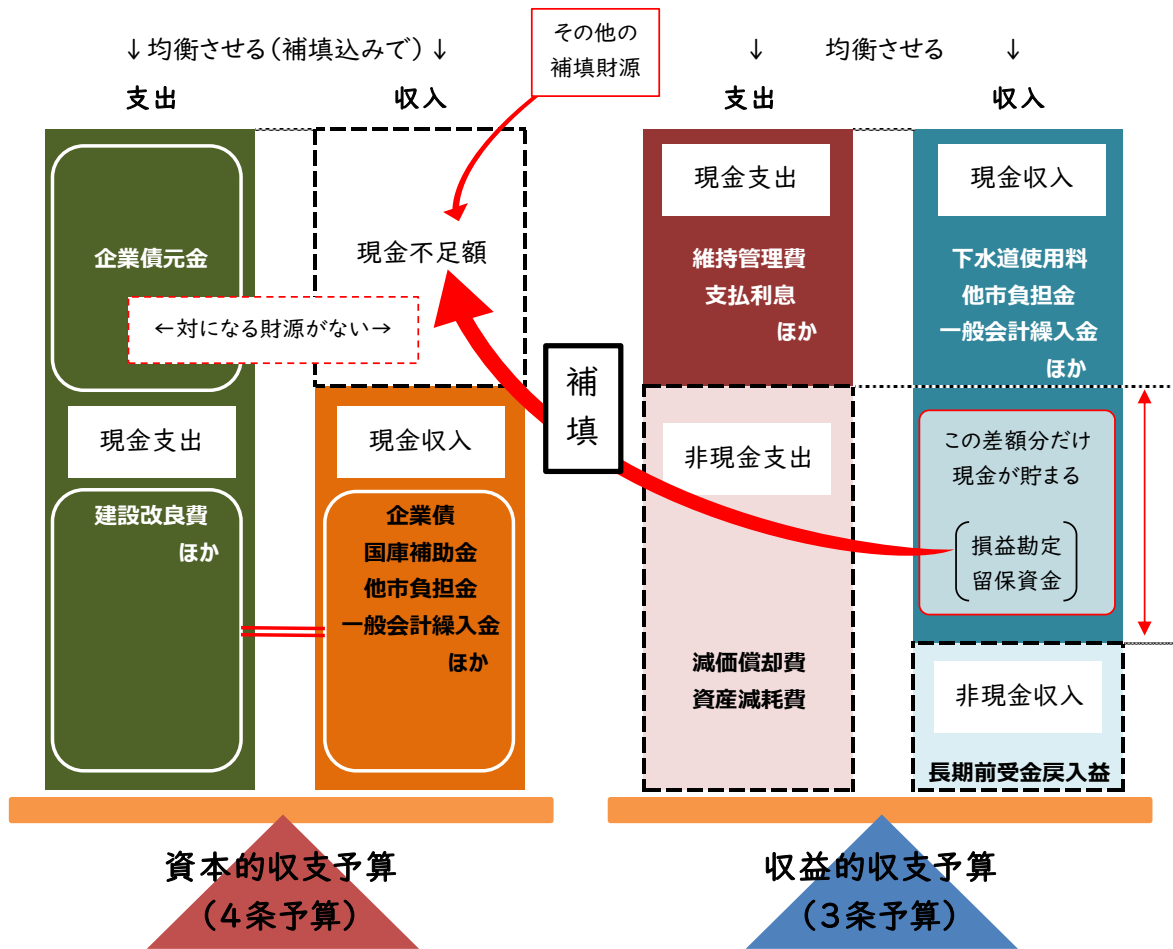 ↓均衡させる(補填込みで)↓
支出
収入
その他の
補填財源
企業債元金
現金不足額
←対になる財源がない→
現金支出
建設改良費
ほか
現金収入
企業債
国庫補助金
他市負担金
一般会計繰入金
ほか
資本的収支予算
(4条予算)
補
填
↓ 均衡させる ↓
支出
収入
現金支出
維持管理費
支払利息
ほか
非現金支出
減価償却費
資産減耗費
現金収入
下水道使用料
他市負担金
一般会計繰入金
ほか
この差額分だけ
現金が貯まる
損益勘定
留保資金
非現金収入
長期前受金戻入益
収益的収支予算
(3条予算)